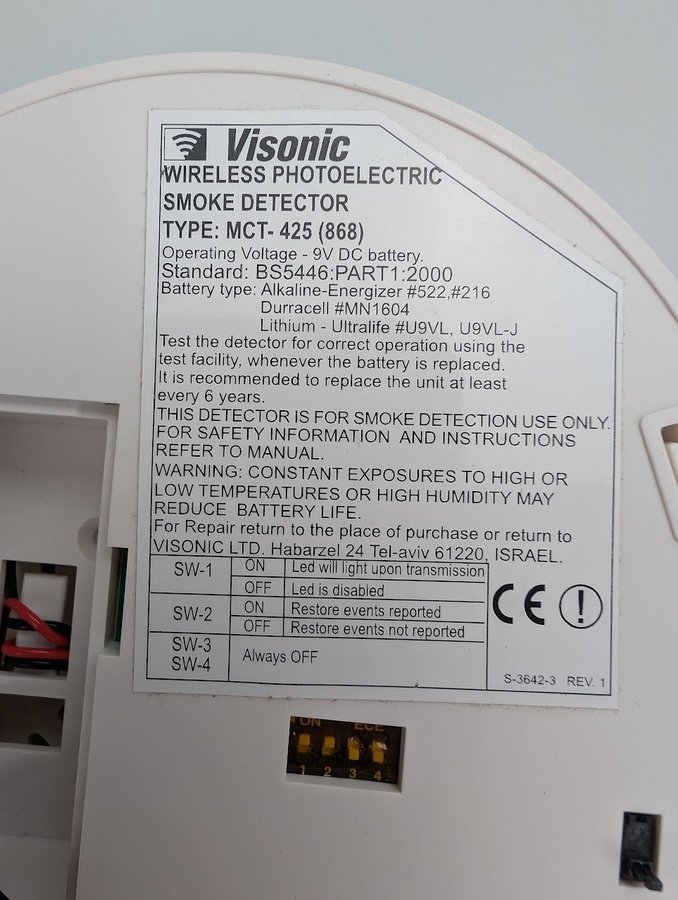 Visonic
WIRELESS PHOTOELECTRIC
SMOKE DETECTOR
TYPE: MCT- 425 (868)
Operating Voltage - 9V DC battery.
Standard: BS5446:PART1:2000
Battery type: Alkaline-Energizer #522,#216
Durracell #MN1604
Lithium - Ultralife #U9VL, U9VL-J
Test the detector for correct operation using the
test facility, whenever the battery is replaced.
It is recommended to replace the unit at least
every 6 years.
THIS DETECTOR IS FOR SMOKE DETECTION USE ONLY.
FOR SAFETY INFORMATION AND INSTRUCTIONS
REFER TO MANUAL.
WARNING: CONSTANT EXPOSURES TO HIGH OR
LOW TEMPERATURES OR HIGH HUMIDITY MAY
REDUCE BATTERY LIFE.
For Repair return to the place of purchase or return to
VISONIC LTD. Habarzel 24 Tel-aviv 61220, ISRAEL.
SW-1 ON Led will light upon transmission
OFF Led is disabled
SW-2 ON Restore events reported
OFF Restore events not reported
SW-3
SW-4 Always OFF
CE !
S-3642-3 REV. 1
ON ECE
1 2 3 4